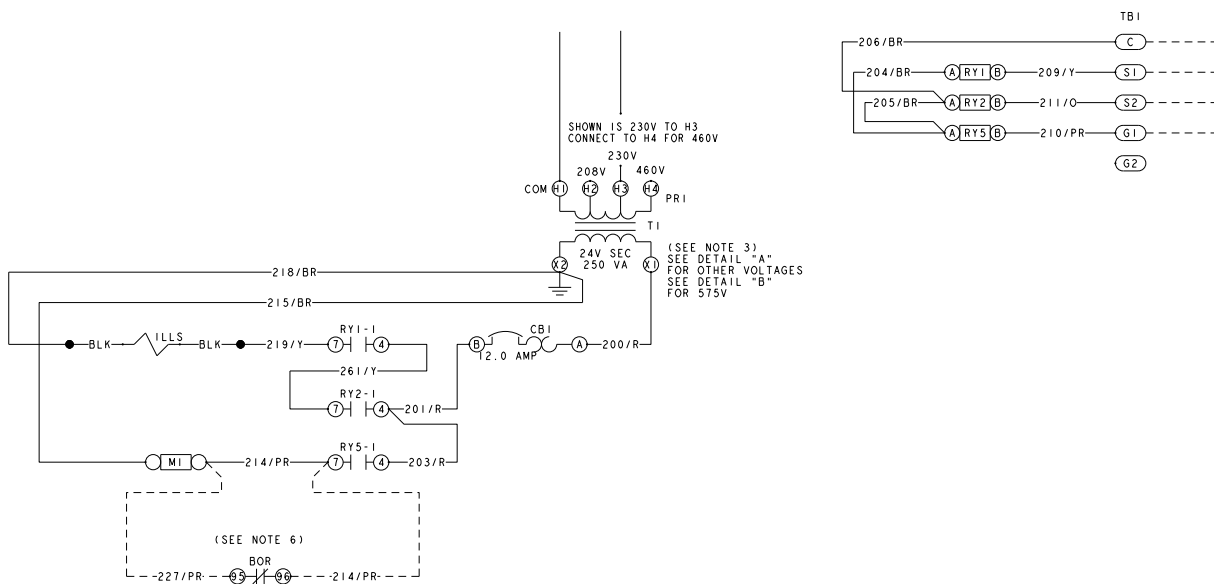 TB1
206/BR
C
204/BR
A RY1 B
209/Y
S1
205/BR
A RY2 B
211/O
S2
A RY5 B
210/PR
G1
G2
SHOWN IS 230V TO H3
CONNECT TO H4 FOR 460V
230V
208V
460V
COM H1 H2 H3 H4
PR1
T1
24V SEC
250 VA
X2
X1
(SEE NOTE 3)
SEE DETAIL "A"
FOR OTHER VOLTAGES
SEE DETAIL "B"
FOR 575V
218/BR
215/BR
BLK
ILLS
BLK
219/Y
RY1-1
7
4
CB1
B
12.0 AMP
A
200/R
261/Y
RY2-1
7
4
201/R
RY5-1
M1
214/PR
7
4
203/R
(SEE NOTE 6)
BOR
227/PR
95
96
214/PR